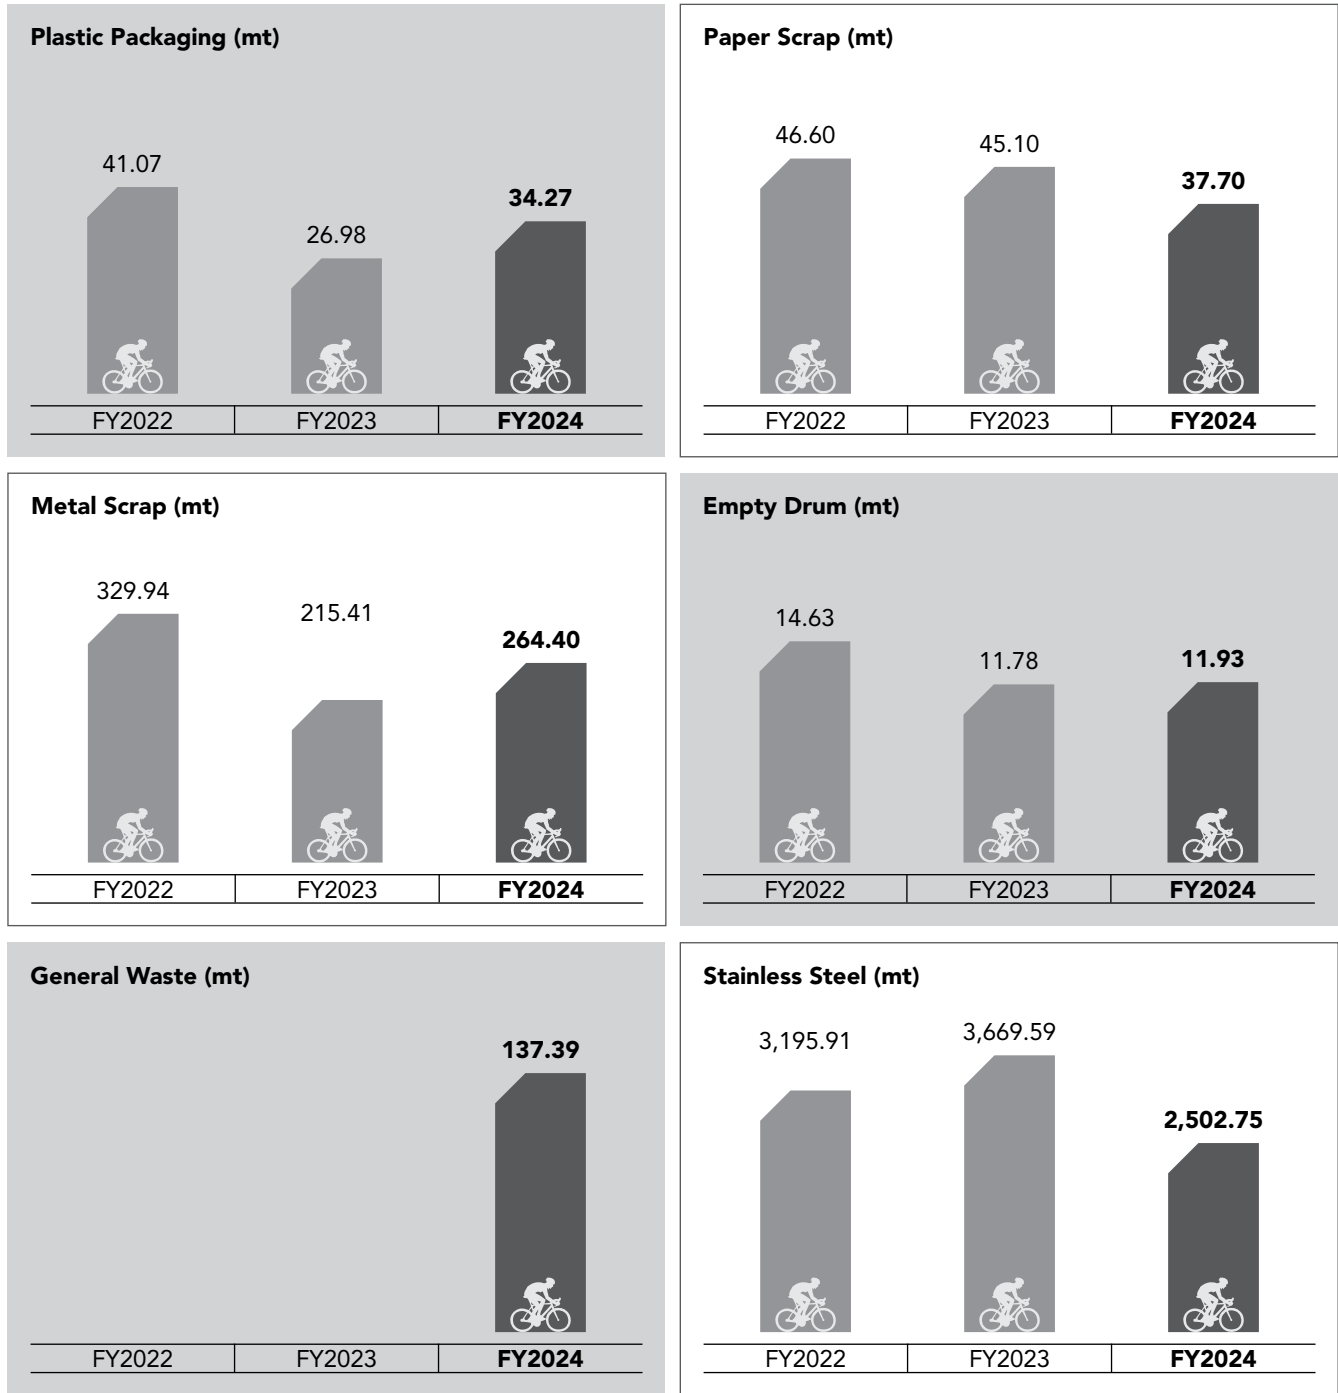 Plastic Packaging (mt)
41.07
26.98
34.27
FY2022 FY2023 FY2024
Paper Scrap (mt)
46.60
45.10
37.70
FY2022 FY2023 FY2024
Metal Scrap (mt)
329.94
215.41
264.40
FY2022 FY2023 FY2024
Empty Drum (mt)
14.63
11.78
11.93
FY2022 FY2023 FY2024
General Waste (mt)
137.39
FY2022 FY2023 FY2024
Stainless Steel (mt)
3,195.91
3,669.59
2,502.75
FY2022 FY2023 FY2024